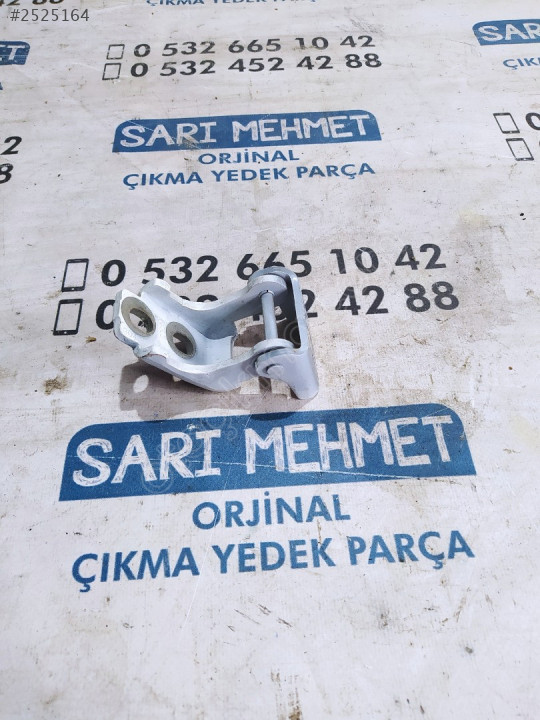 #2525164
0 532 665 10 42
0 532 452 42 88
SARI MEHMET
ORJİNAL
ÇIKMA YEDEK PARÇA
0 532 665 10 42
42 88
SARI MEHMET
ORJİNAL
ÇIKMA YEDEK PARÇA